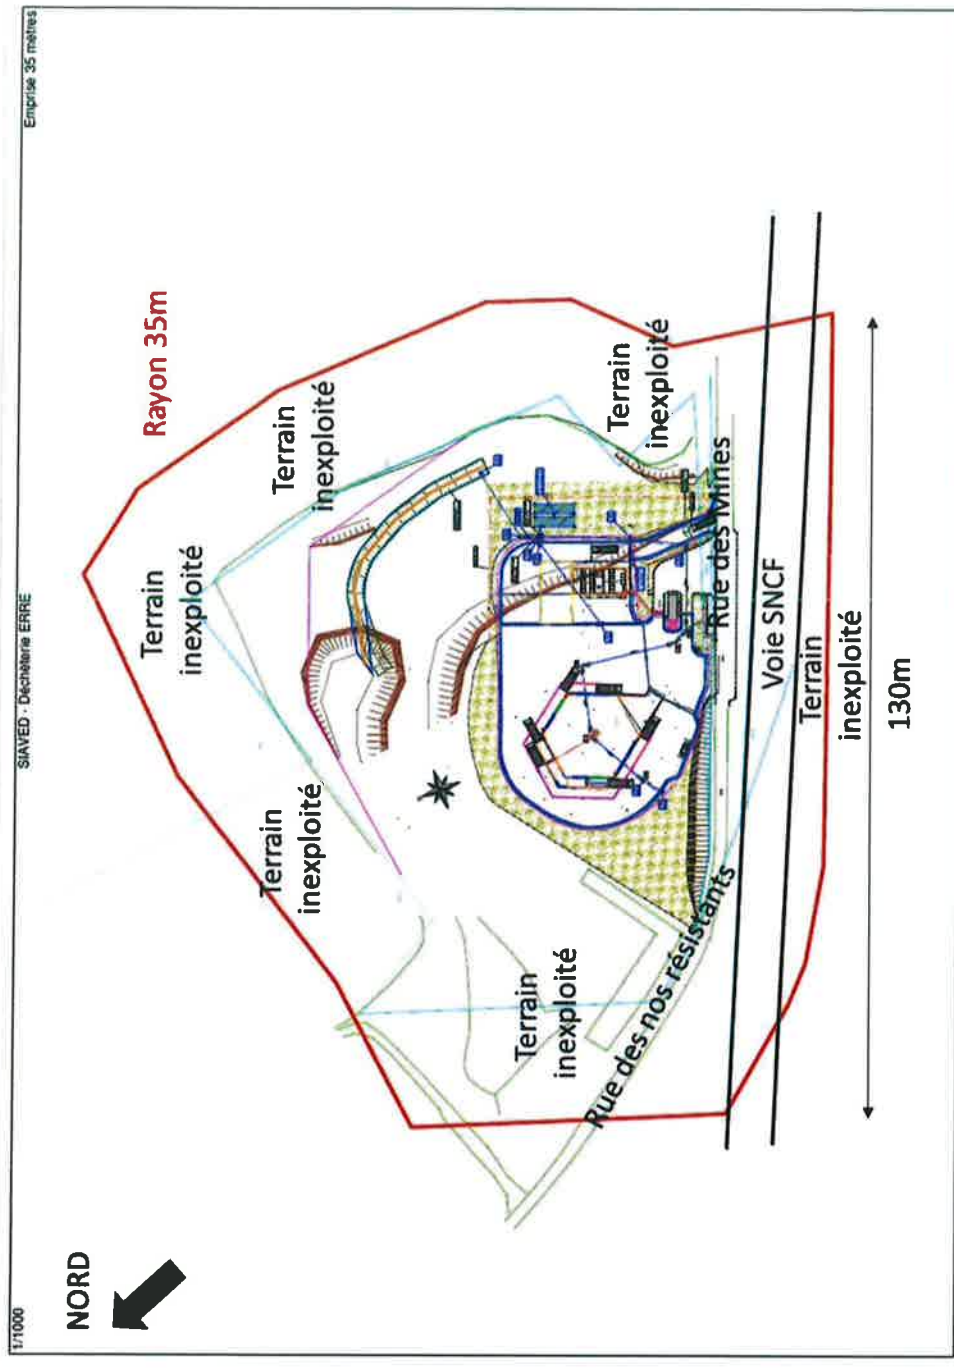 1/1000
SIAVED - Déchèterie ERRE
Emprise 35 mètres
NORD
Rayon 35m
Terrain
inexploité
Terrain
inexploité
Terrain
inexploité
Terrain
inexploité
Terrain
inexploité
Rue des Mines
Rue des nos résistants
Voie SNCF
Terrain
inexploité
130m